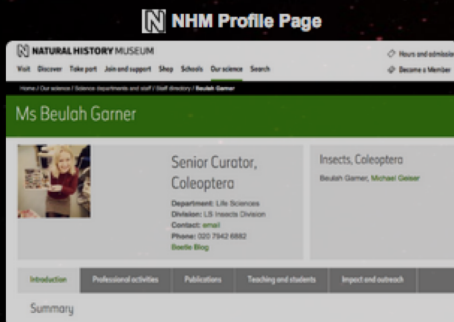 NHM Profile Page
NATURAL HISTORY MUSEUM
Hours and admission
Visit Discover Take part Join and support Shop Schools Our science Search
Become a Member
Home / Our science / Science departments and staff / Staff directory / Beulah Garner
Ms Beulah Garner
Senior Curator,
Coleoptera
Department: Life Sciences
Division: LS Insects Division
Contact: email
Phone: 020 7942 6882
Beetle Blog
Insects, Coleoptera
Beulah Garner, Michael Geiser
Introduction Professional activities Publications Teaching and students Impact and outreach
Summary